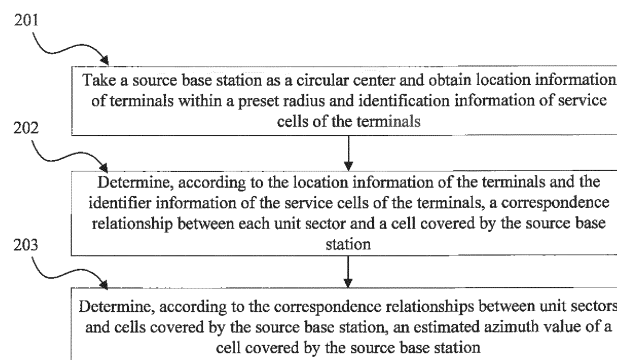 201
Take a source base station as a circular center and obtain location information
of terminals within a preset radius and identification information of service
cells of the terminals
202
Determine, according to the location information of the terminals and the
identifier information of the service cells of the terminals, a correspondence
relationship between each unit sector and a cell covered by the source base
station
203
Determine, according to the correspondence relationships between unit sectors
and cells covered by the source base station, an estimated azimuth value of a
cell covered by the source base station